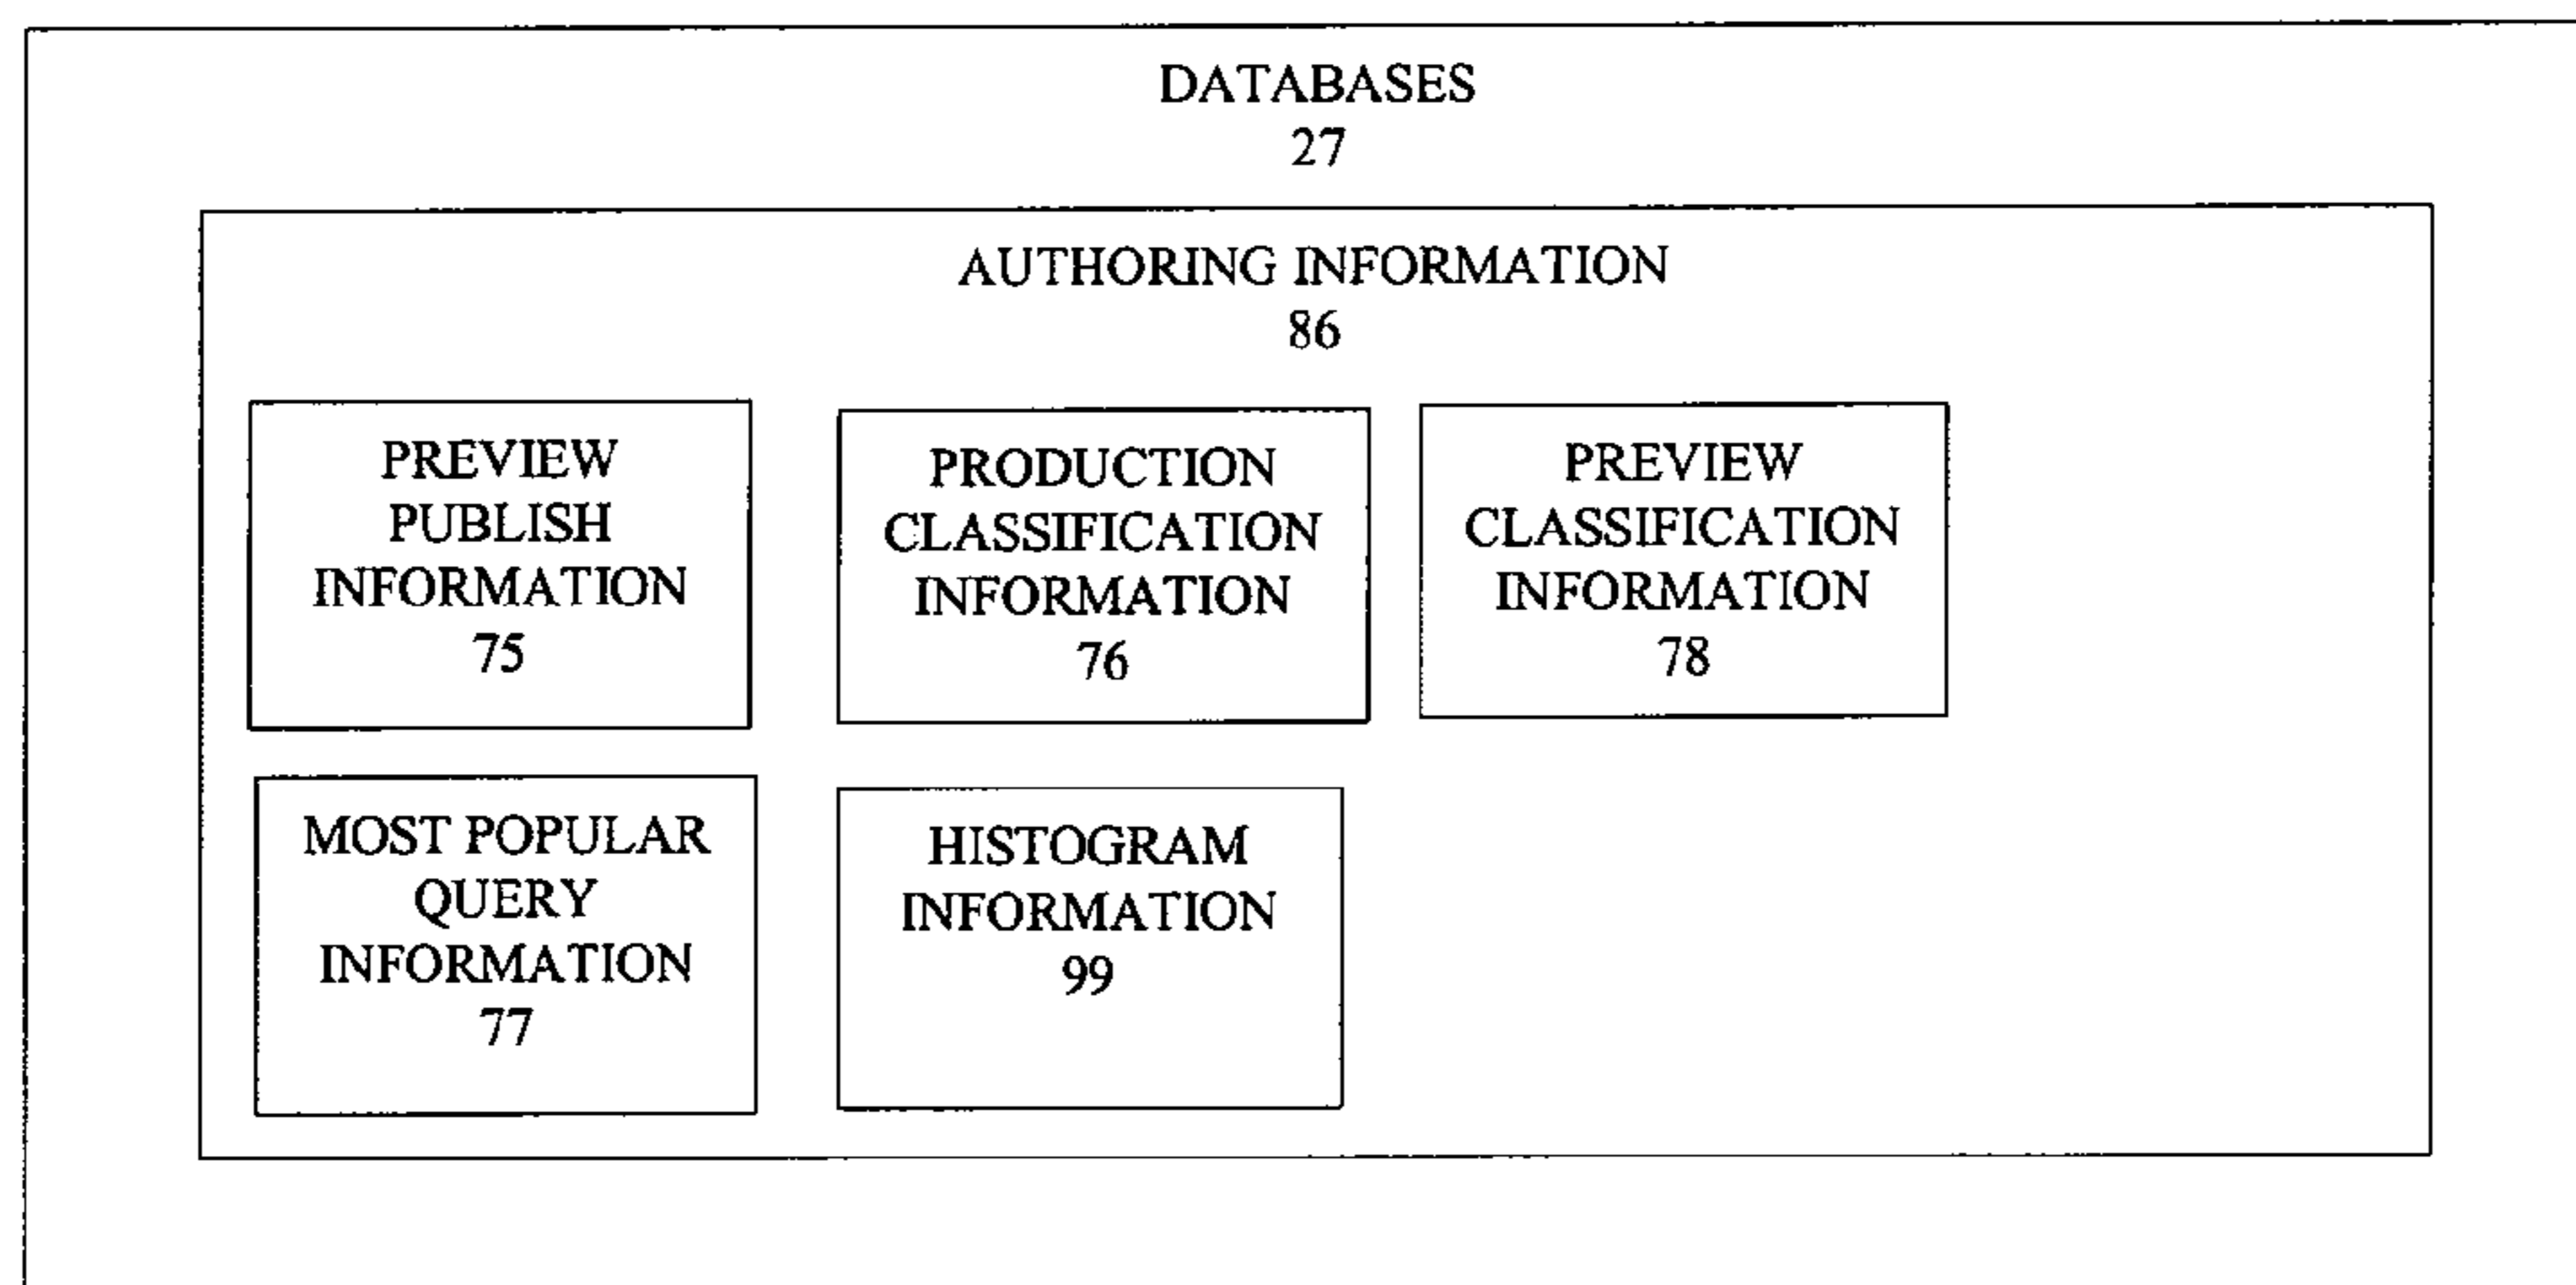 DATABASES
27
AUTHORING INFORMATION
86
PREVIEW
PUBLISH
INFORMATION
75
PRODUCTION
CLASSIFICATION
INFORMATION
76
PREVIEW
CLASSIFICATION
INFORMATION
78
MOST POPULAR
QUERY
INFORMATION
77
HISTOGRAM
INFORMATION
99